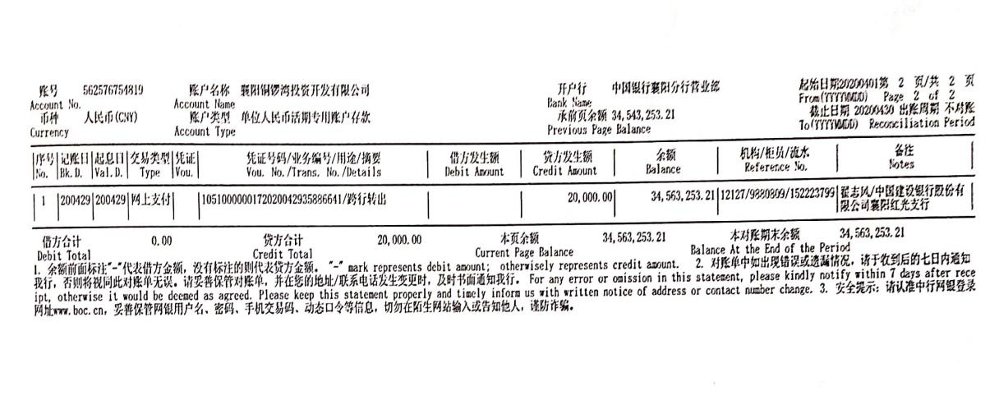 账号 562576754819 账户名称 襄阳铜锣湾投资开发有限公司 开户行 中国银行襄阳分行营业部 起始日期20200401第 2 页/共 2 页
Account No. Account Name Bank Name From(YYYYMMDD) Page 2 of 2
币种 人民币(CNY) 账户类型 单位人民币活期专用账户存款 承前页余额 34,543,253.21 截止日期 20200430 出账周期 不对账
Currency Account Type Previous Page Balance To(YYYYMMDD) Reconciliation Period
序号 记账日 起息日 交易类型 凭证 凭证号码/业务编号/用途/摘要 借方发生额 贷方发生额 余额 机构/柜员/流水 备注
No. Bk.D. Val.D. Type Vou. Vou. No./Trans. No./Details Debit Amount Credit Amount Balance Reference No. Notes
1 200429 200429 网上支付 1051000000172020042935886641/跨行转出 20,000.00 34,563,253.21 12127/9880809/152223799 翟志风/中国建设银行股份有
限公司襄阳红光支行
借方合计 0.00 贷方合计 20,000.00 本页余额 34,563,253.21 本对账期末余额 34,563,253.21
Debit Total Credit Total Current Page Balance Balance At the End of the Period
1. 余额前面标注"-"代表借方金额，没有标注的则代表贷方金额。 "-" mark represents debit amount; otherwisely represents credit amount. 2. 对账单中如出现错误或遗漏情况，请于收到后的七日内通知
我行，否则将视同此对账单无误。请妥善保管对账单，并在您的地址/联系电话发生变更时，及时书面通知我行。 For any error or omission in this statement, please kindly notify within 7 days after rece
ipt, otherwise it would be deemed as agreed. Please keep this statement properly and timely inform us with written notice of address or contact number change. 3. 安全提示：请认准中行网银登录
网址www.boc.cn，妥善保管网银用户名、密码、手机交易码、动态口令等信息，切勿在陌生网站输入或告知他人，谨防诈骗。